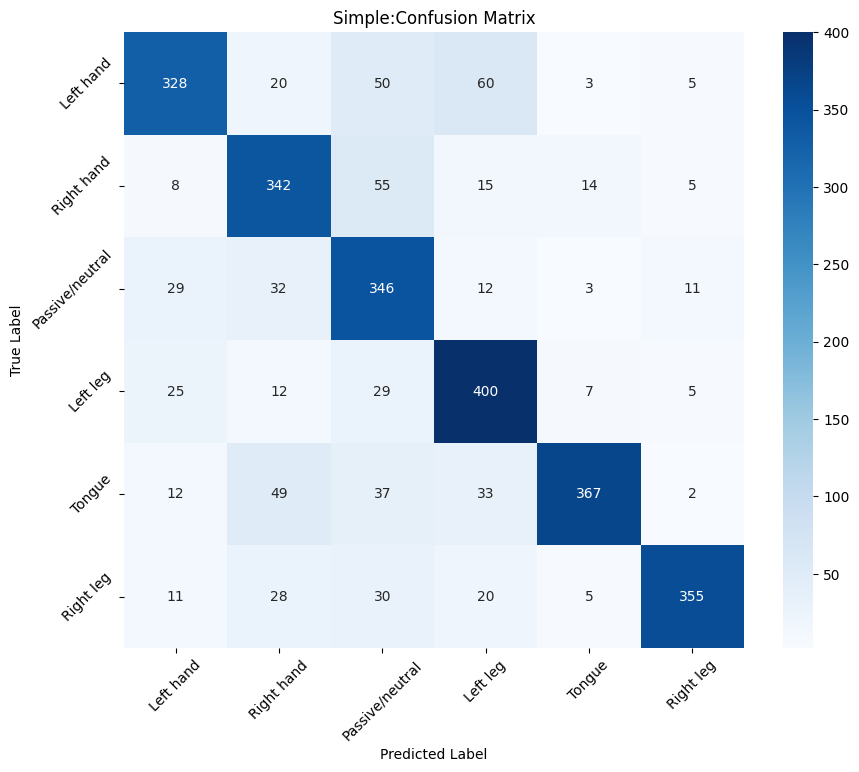 Simple:Confusion Matrix
True Label
Left hand 328 20 50 60 3 5
Right hand 8 342 55 15 14 5
Passive/neutral 29 32 346 12 3 11
Left leg 25 12 29 400 7 5
Tongue 12 49 37 33 367 2
Right leg 11 28 30 20 5 355
Left hand Right hand Passive/neutral Left leg Tongue Right leg
Predicted Label
400
350
300
250
200
150
100
50